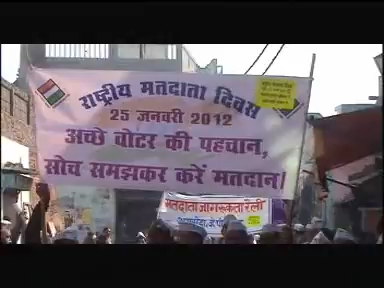 राष्ट्रीय मतदाता दिवस
25 जनवरी 2012
अच्छे वोटर की पहचान,
सोच समझकर करें मतदान।
मतदाता जागरूकता रैली